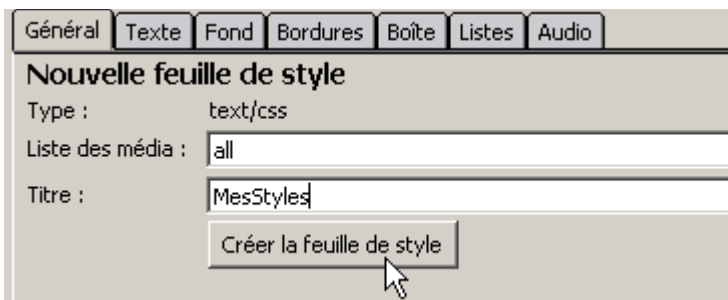 Général Texte Fond Bordures Boîte Listes Audio
Nouvelle feuille de style
Type : text/css
Liste des média : all
Titre : MesStyles
Créer la feuille de style